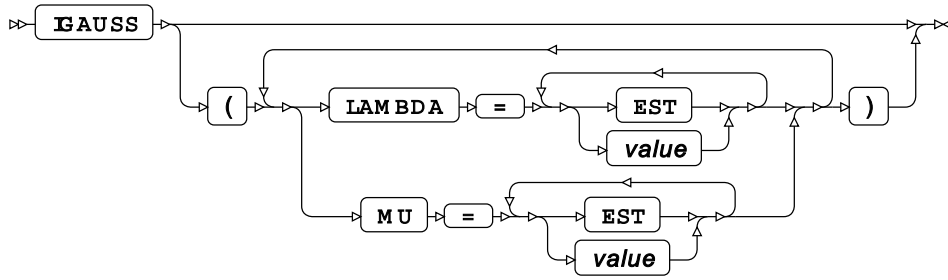 IGAUSS
( LAMBDA = EST )
value
MU = EST
value